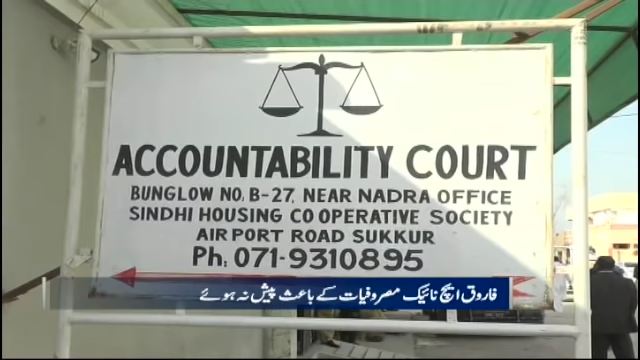 ACCOUNTABILITY COURT
BUNGLOW NO. B-27, NEAR NADRA OFFICE
SINDHI HOUSING CO OPERATIVE SOCIETY
AIR PORT ROAD SUKKUR
Ph: 071-9310895
فاروق ایچ نائیک مصروفیات کے باعث پیش نہ ہوئے